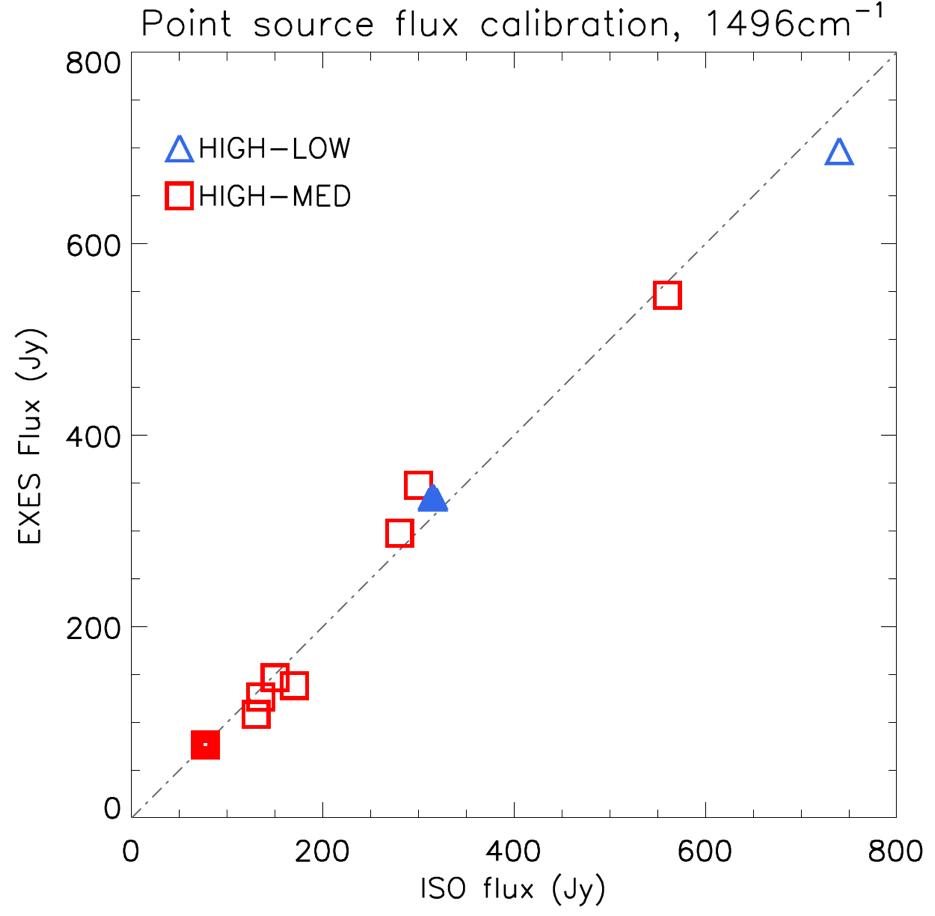 Point source flux calibration, 1496cm⁻¹
800
HIGH−LOW
HIGH−MED
600
400
200
0
EXES Flux (Jy)
0 200 400 600 800
ISO flux (Jy)